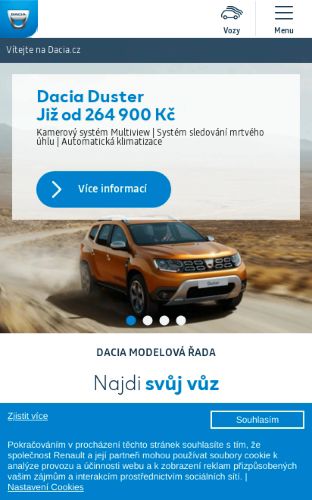 DACIA
Vozy
Menu
Vítejte na Dacia.cz
Dacia Duster
Již od 264 900 Kč
Kamerový systém Multiview | Systém sledování mrtvého
úhlu | Automatická klimatizace
Více informací
Duster
DACIA MODELOVÁ ŘADA
Najdi svůj vůz
Zjistit více
Souhlasím
Pokračováním v procházení těchto stránek souhlasíte s tím, že
společnost Renault a její partneři mohou používat soubory cookie k
analýze provozu a účinnosti webu a k zobrazení reklam přizpůsobených
vašim zájmům a interakcím prostřednictvím sociálních sítí. |
Nastavení Cookies